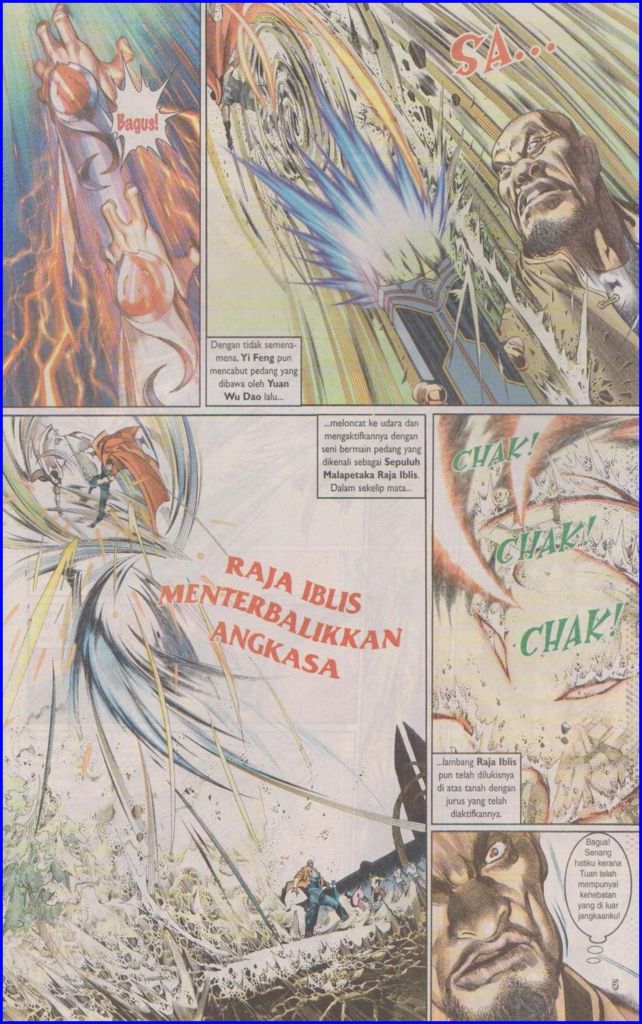 Bagus!
SA...
Dengan tidak semena-
mena, Yi Feng pun
mencabut pedang yang
dibawa oleh Yuan
Wu Dao lalu...
...meloncat ke udara dan
mengaktifkannya dengan
seni bermain pedang yang
dikenali sebagai Sepuluh
Malapetaka Raja Iblis.
Dalam sekelip mata...
RAJA IBLIS
MENTERBALIKKAN
ANGKASA
CHAK!
CHAK!
CHAK!
...lambang Raja Iblis
pun telah dilukisnya
di atas tanah dengan
jurus yang telah
diaktifkannya.
Bagus!
Senang
hatiku kerana
Tuan telah
mempunyai
kehebatan
yang di luar
jangkaanku!
5